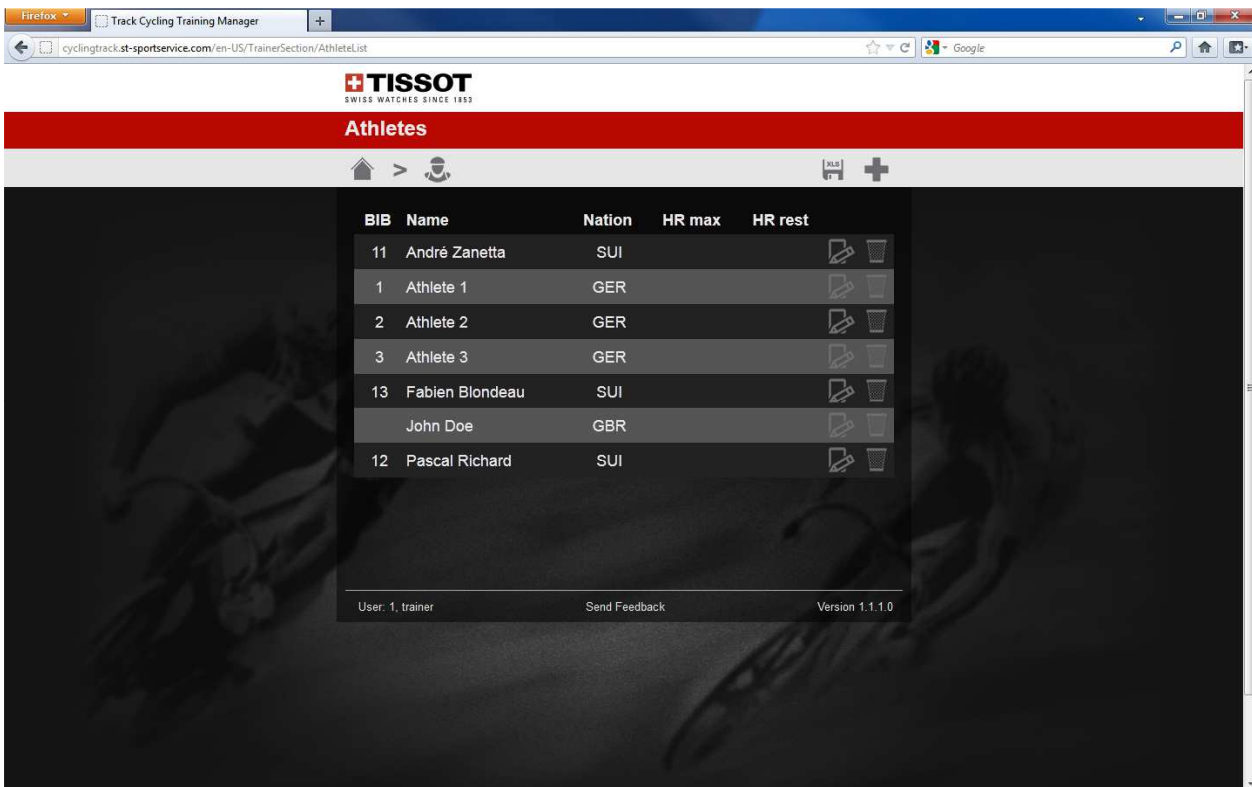 Firefox
Track Cycling Training Manager
+
cyclingtrack.st-sportservice.com/en-US/TrainerSection/AthleteList
Google
TISSOT
SWISS WATCHES SINCE 1853
Athletes
> XLS
BIB Name Nation HR max HR rest
11 André Zanetta SUI
1 Athlete 1 GER
2 Athlete 2 GER
3 Athlete 3 GER
13 Fabien Blondeau SUI
John Doe GBR
12 Pascal Richard SUI
User: 1, trainer Send Feedback Version 1.1.1.0